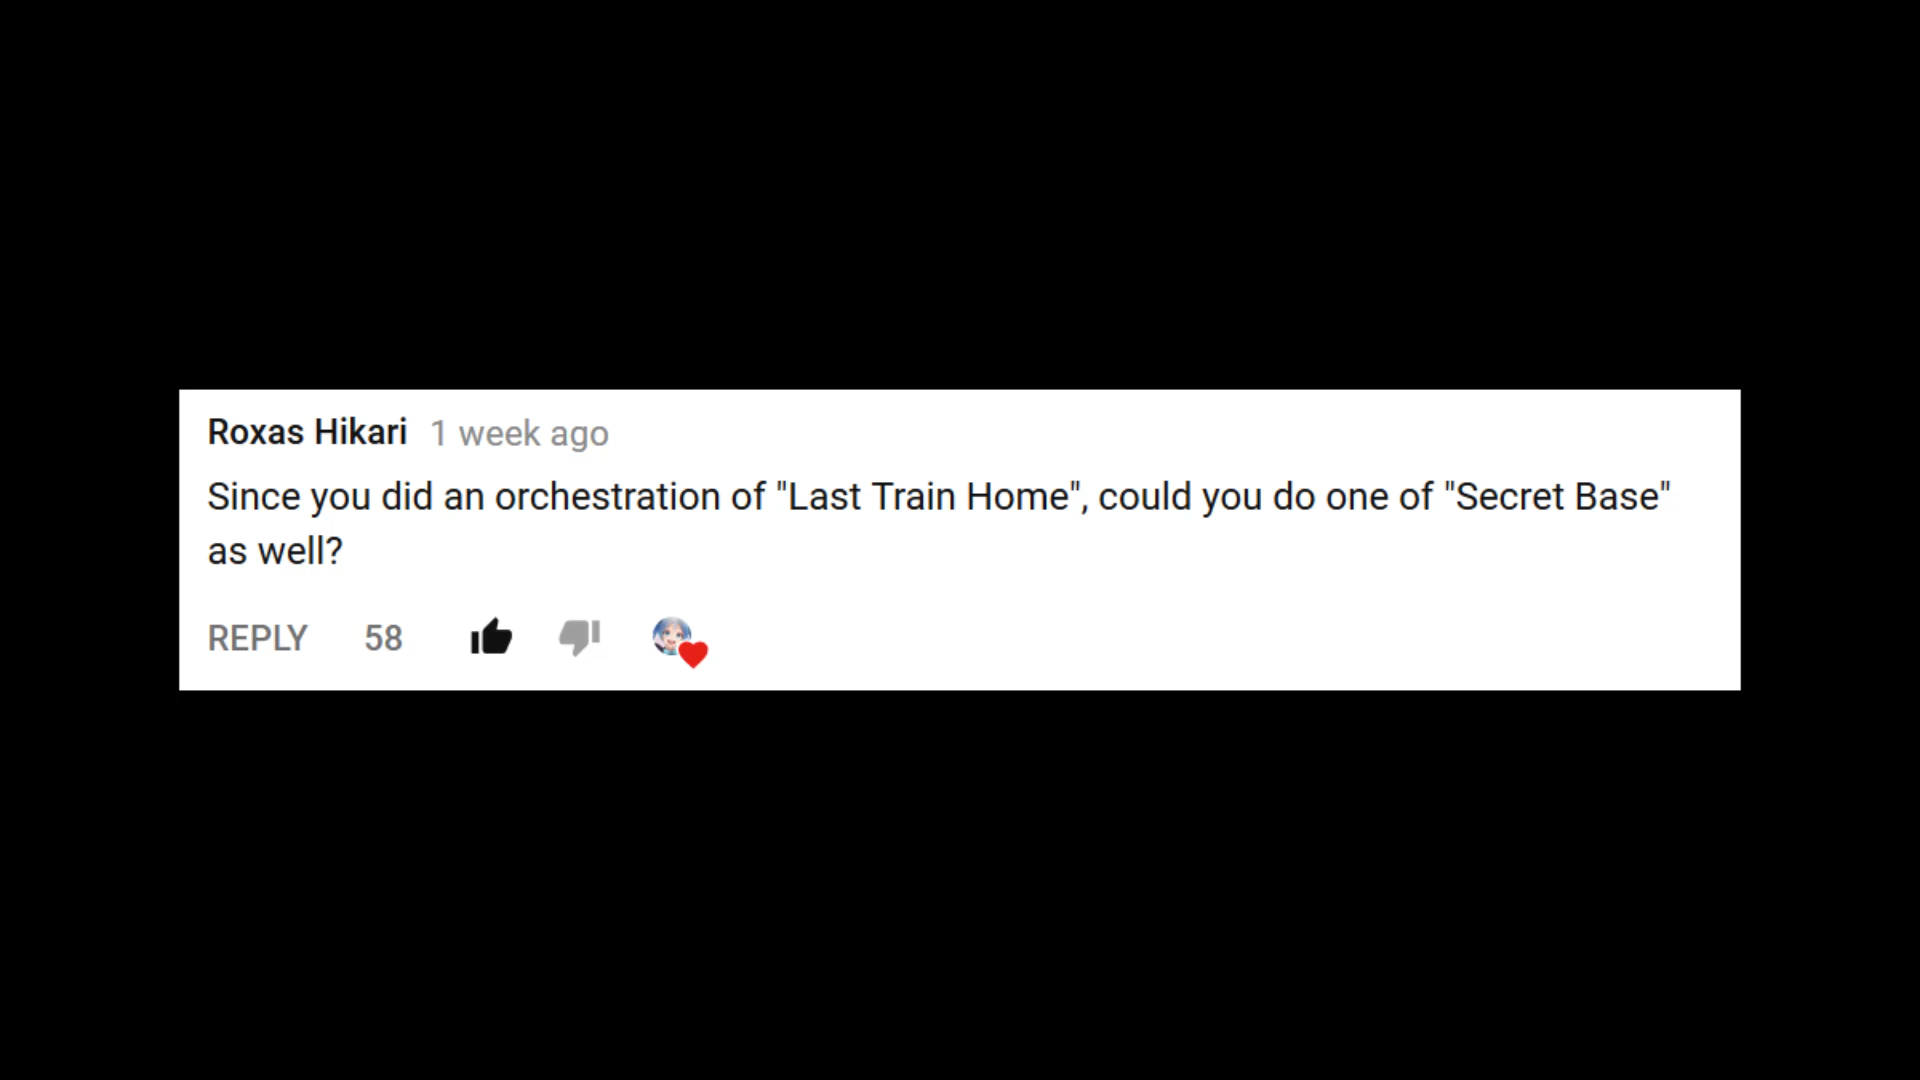 Roxas Hikari 1 week ago
Since you did an orchestration of "Last Train Home", could you do one of "Secret Base"
as well?
REPLY 58